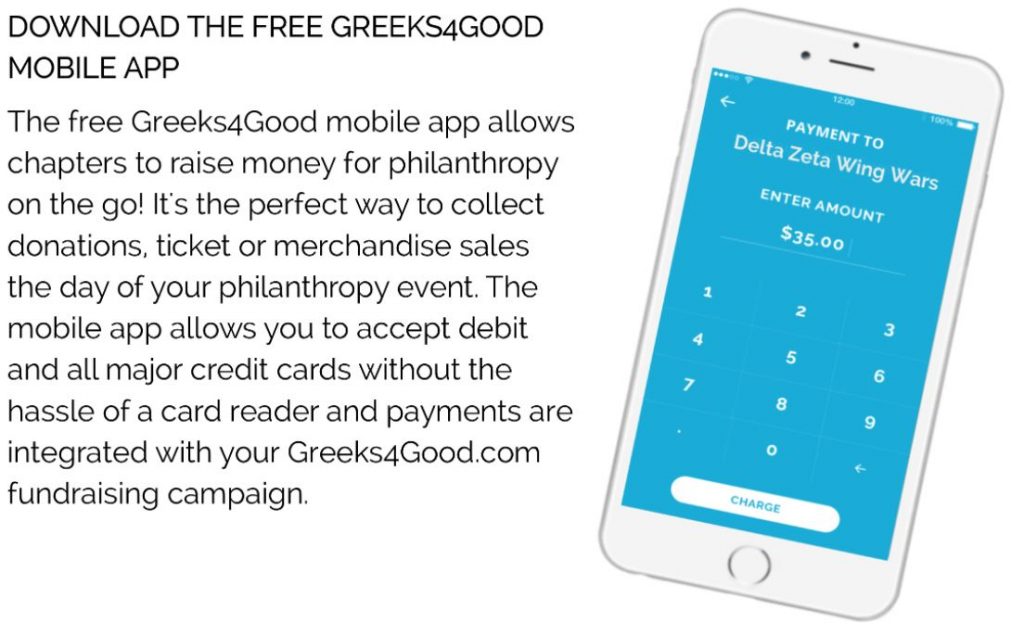 DOWNLOAD THE FREE GREEKS4GOOD
MOBILE APP
The free Greeks4Good mobile app allows
chapters to raise money for philanthropy
on the go! It's the perfect way to collect
donations, ticket or merchandise sales
the day of your philanthropy event. The
mobile app allows you to accept debit
and all major credit cards without the
hassle of a card reader and payments are
integrated with your Greeks4Good.com
fundraising campaign.
12:00
100%
PAYMENT TO
Delta Zeta Wing Wars
ENTER AMOUNT
$35.00
1 2 3
4 5 6
7 8 9
. 0 ←
CHARGE